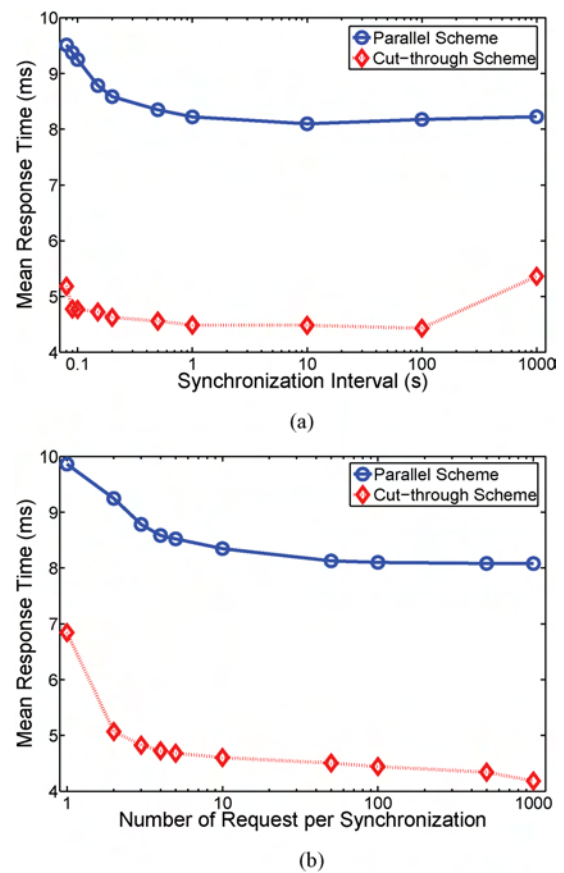 10
9
8
7
6
5
4
Mean Response Time (ms)
Parallel Scheme
Cut-through Scheme
0.1 1 10 100 1000
Synchronization Interval (s)
(a)
10
9
8
7
6
5
4
Mean Response Time (ms)
Parallel Scheme
Cut-through Scheme
1 10 100 1000
Number of Request per Synchronization
(b)